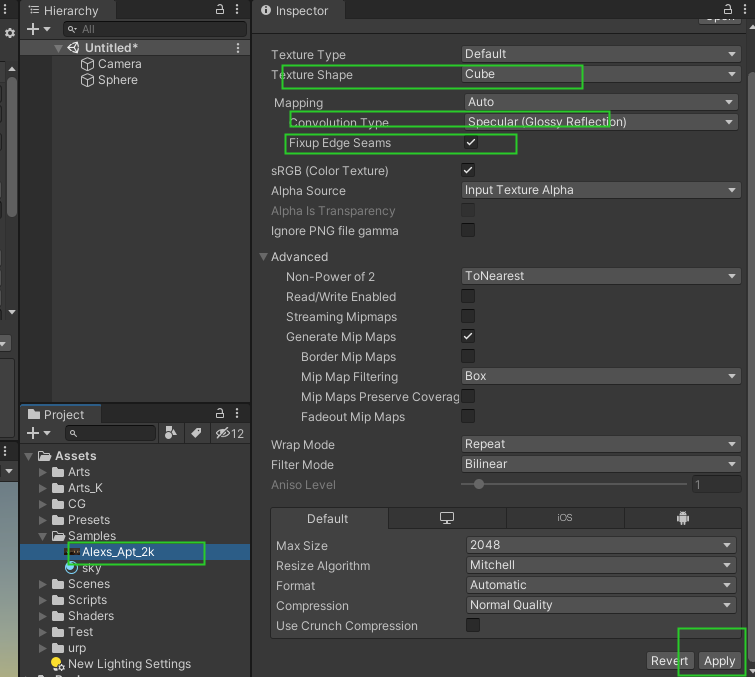 Hierarchy
All
Untitled*
Camera
Sphere
Project
12
Assets
Arts
Arts_K
CG
Presets
Samples
Alexs_Apt_2k
sky
Scenes
Scripts
Shaders
Test
urp
New Lighting Settings
Inspector
Open
Texture Type Default
Texture Shape Cube
Mapping Auto
Convolution Type Specular (Glossy Reflection)
Fixup Edge Seams
sRGB (Color Texture)
Alpha Source Input Texture Alpha
Alpha Is Transparency
Ignore PNG file gamma
Advanced
Non-Power of 2 ToNearest
Read/Write Enabled
Streaming Mipmaps
Generate Mip Maps
Border Mip Maps
Mip Map Filtering Box
Mip Maps Preserve Coverag
Fadeout Mip Maps
Wrap Mode Repeat
Filter Mode Bilinear
Aniso Level 1
Default iOS
Max Size 2048
Resize Algorithm Mitchell
Format Automatic
Compression Normal Quality
Use Crunch Compression
Revert Apply